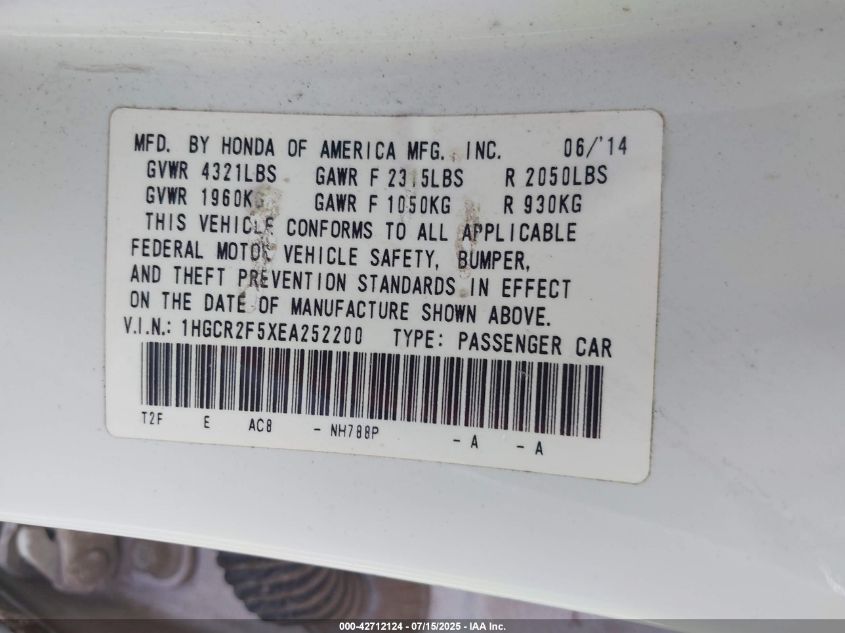 MFD. BY HONDA OF AMERICA MFG., INC. 06/'14
GVWR 4321LBS GAWR F 2315LBS R 2050LBS
GVWR 1960KG GAWR F 1050KG R 930KG
THIS VEHICLE CONFORMS TO ALL APPLICABLE
FEDERAL MOTOR VEHICLE SAFETY, BUMPER,
AND THEFT PREVENTION STANDARDS IN EFFECT
ON THE DATE OF MANUFACTURE SHOWN ABOVE.
V.I.N.: 1HGCR2F5XEA252200 TYPE: PASSENGER CAR
T2F E AC8 - NH788P - A - A
000-42712124 - 07/15/2025 - IAA Inc.